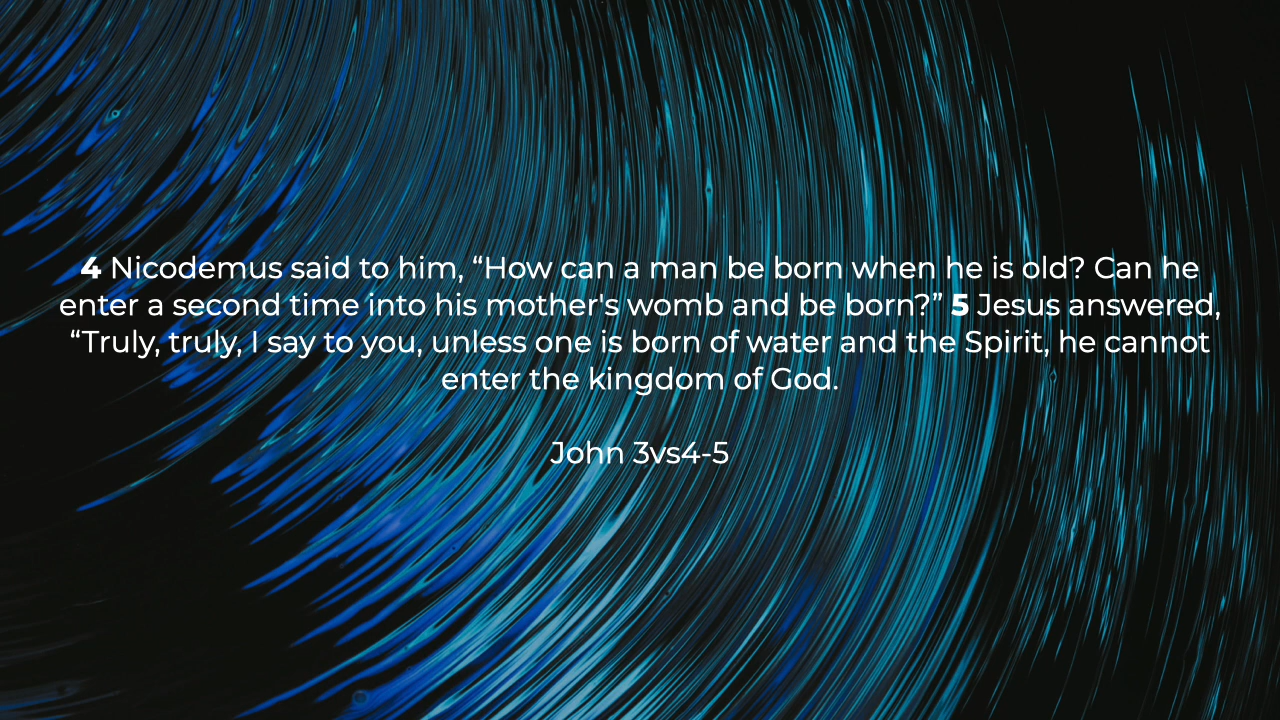 4 Nicodemus said to him, “How can a man be born when he is old? Can he
enter a second time into his mother's womb and be born?” 5 Jesus answered,
“Truly, truly, I say to you, unless one is born of water and the Spirit, he cannot
enter the kingdom of God.
John 3vs4-5